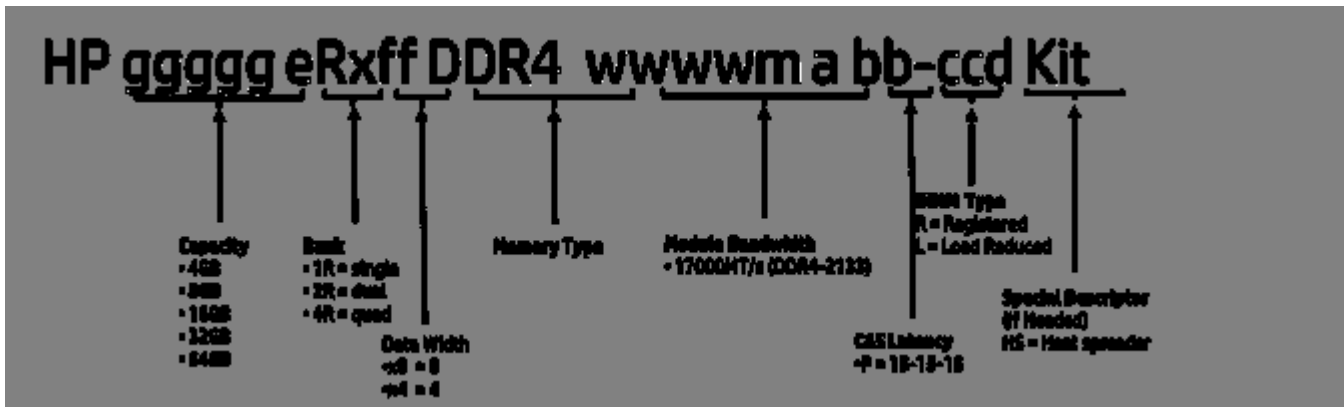 HP ggggg eRxff DDR4 wwwwm a bb-ccd Kit
Capacity
• 4GB
• 8GB
• 16GB
• 32GB
• 64GB
Rank
• 1R = single
• 2R = dual
• 4R = quad
Data Width
•x8 = 8
•x4 = 4
Memory Type
Module Bandwidth
• 17000MT/s (DDR4-2133)
CAS Latency
•P = 15-15-15
DIMM Type
R = Registered
L = Load Reduced
Special Descriptor
(if Needed)
HS = Heat spreader